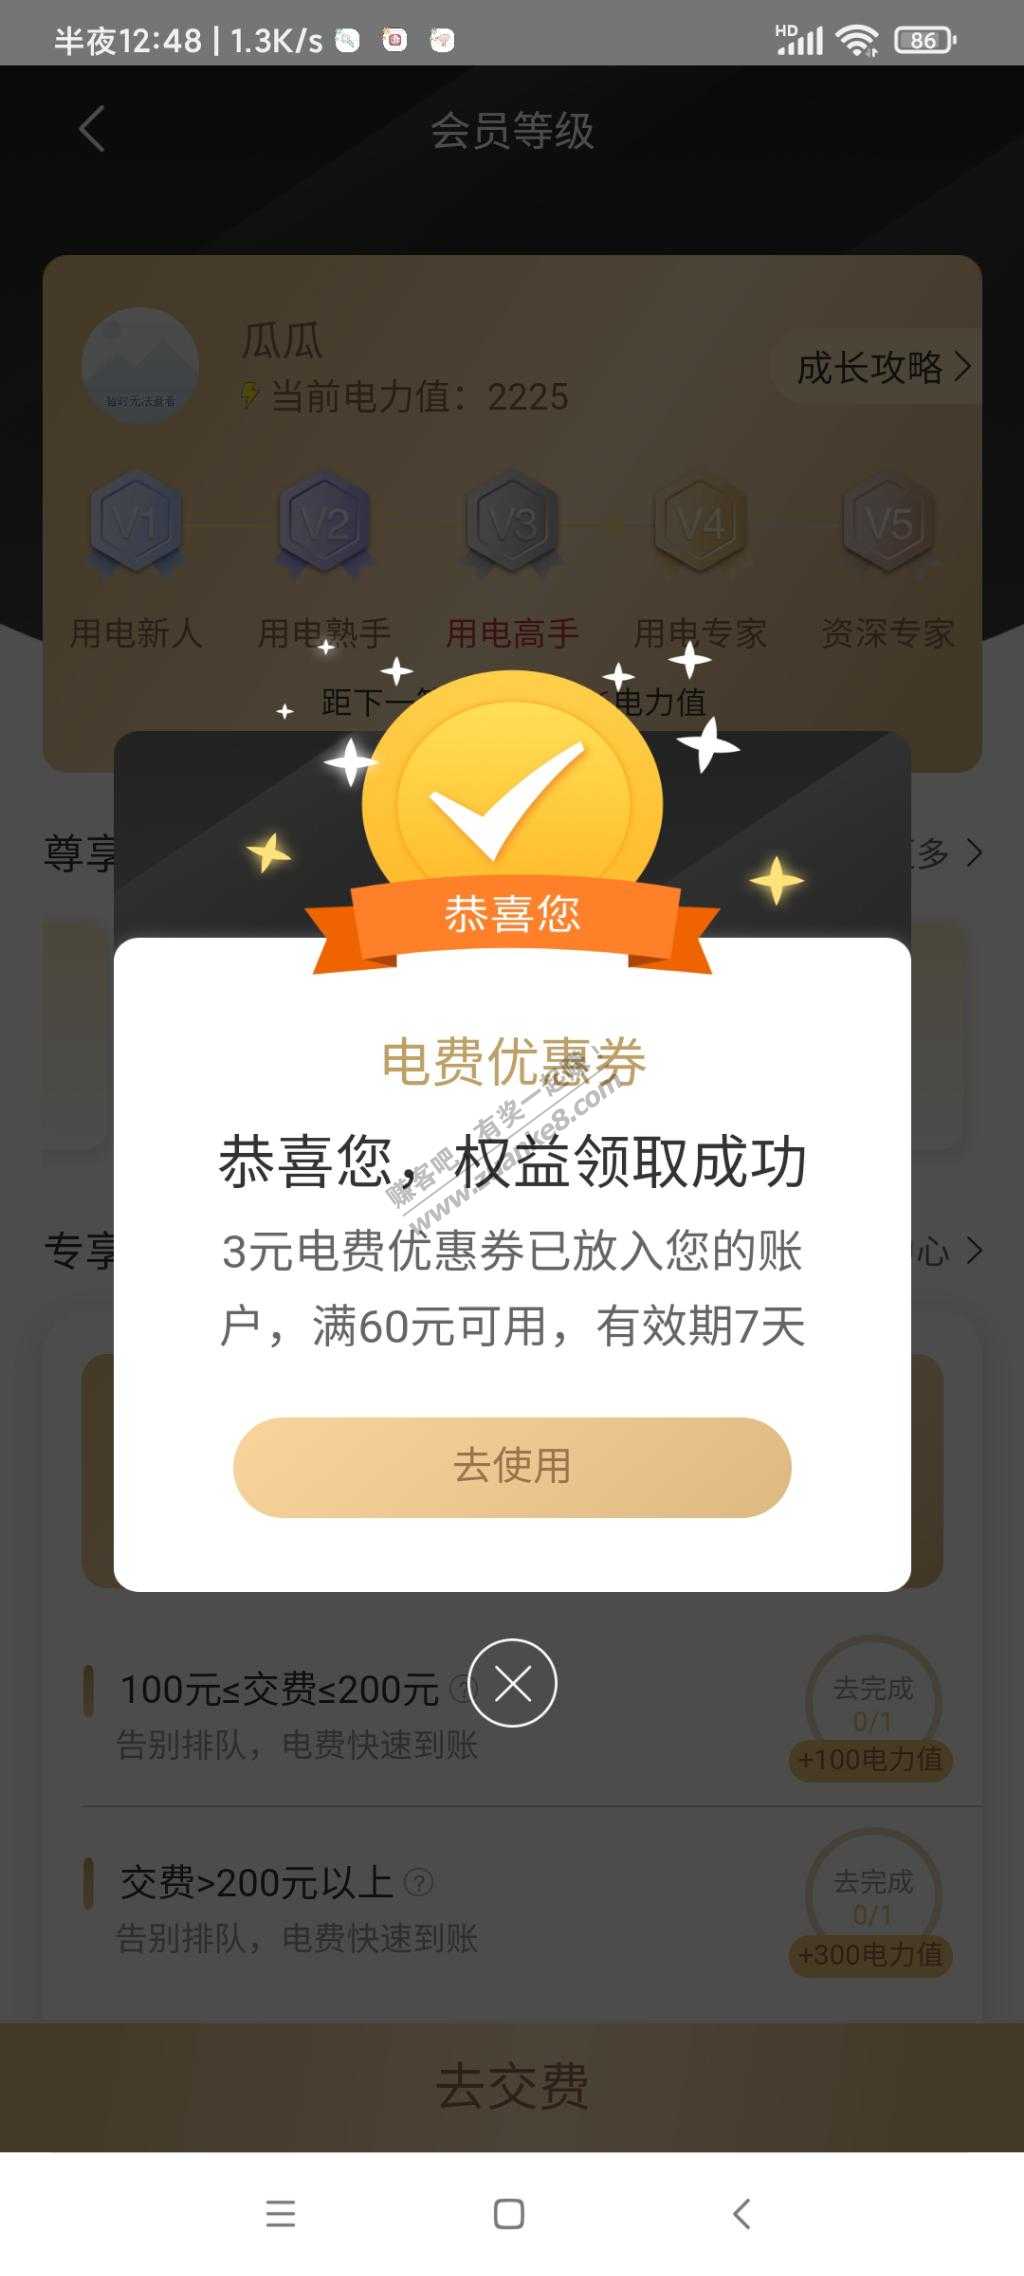 半夜12:48 | 1.3K/s
HD
86
会员等级
瓜瓜
当前电力值：2225
成长攻略
暂时无法查看
V1
V2
V3
V4
V5
用电新人
用电熟手
用电高手
用电专家
资深专家
距下一
电力值
尊享
多
恭喜您
电费优惠券
赚客吧,有奖一起赚!
www.zuanke8.com
恭喜您，权益领取成功
3元电费优惠券已放入您的账
户，满60元可用，有效期7天
专享
心
去使用
100元≤交费≤200元
告别排队，电费快速到账
去完成
0/1
+100电力值
交费>200元以上
告别排队，电费快速到账
去完成
0/1
+300电力值
去交费